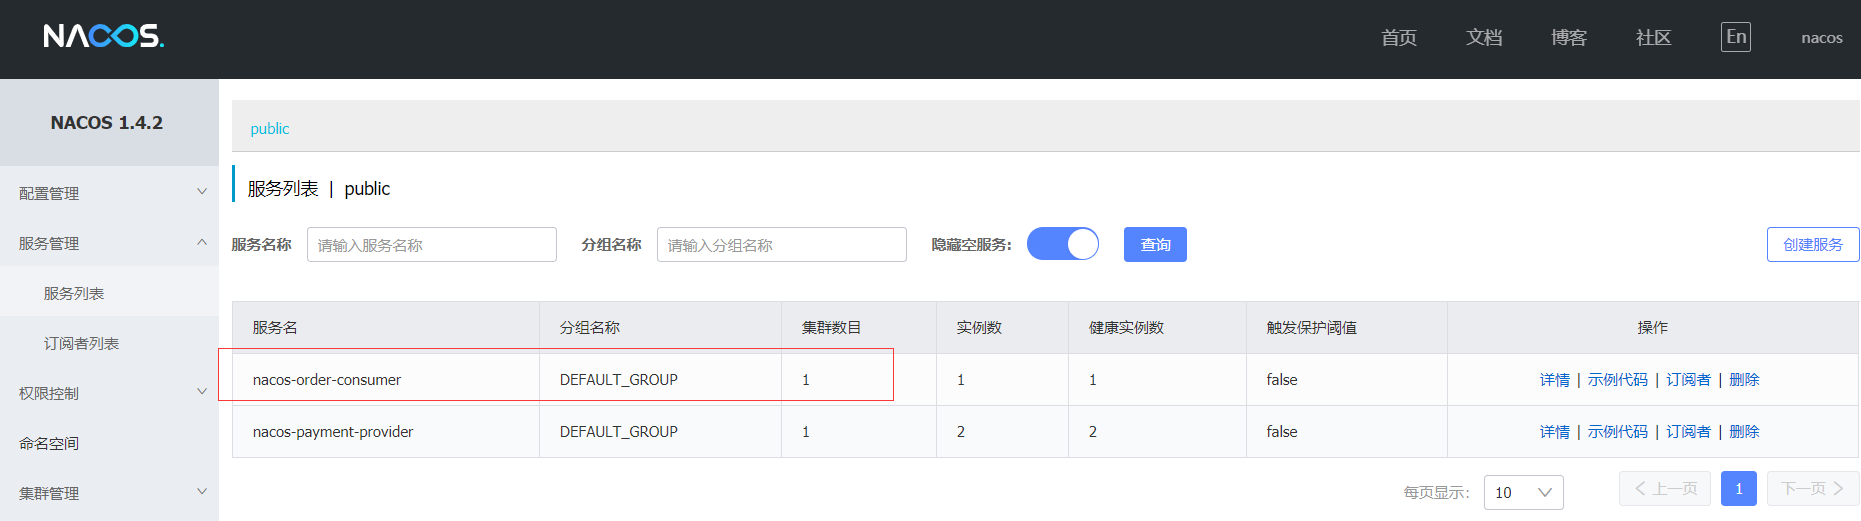 NACOS.
首页 文档 博客 社区 En nacos
NACOS 1.4.2
配置管理
服务管理
服务列表
订阅者列表
权限控制
命名空间
集群管理
public
服务列表 | public
服务名称 请输入服务名称 分组名称 请输入分组名称 隐藏空服务: 查询 创建服务
服务名 分组名称 集群数目 实例数 健康实例数 触发保护阈值 操作
nacos-order-consumer DEFAULT_GROUP 1 1 1 false 详情 | 示例代码 | 订阅者 | 删除
nacos-payment-provider DEFAULT_GROUP 1 2 2 false 详情 | 示例代码 | 订阅者 | 删除
每页显示: 10 上一页 1 下一页